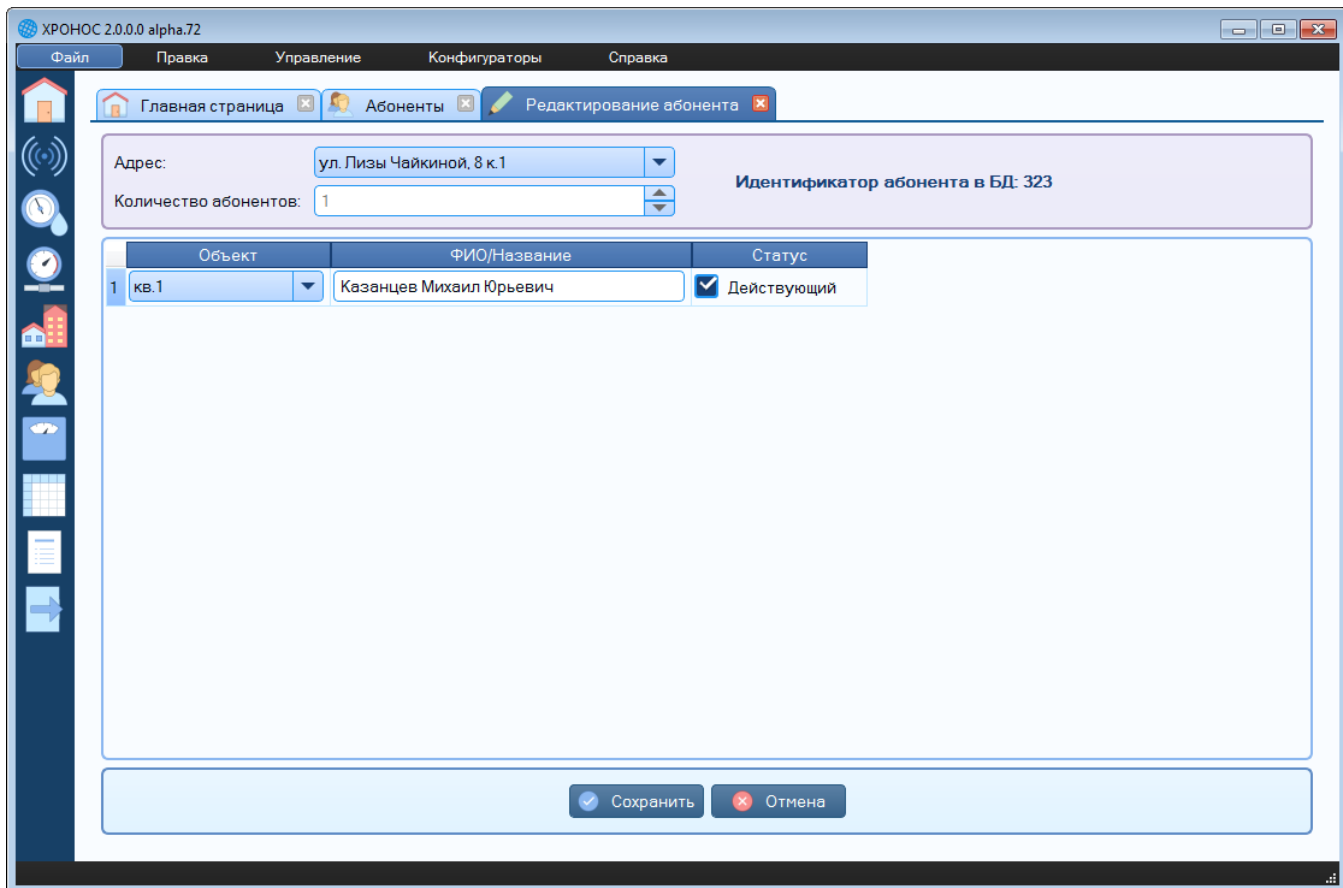 ХРОНОС 2.0.0.0 alpha.72
Файл Правка Управление Конфигураторы Справка
Главная страница Абоненты Редактирование абонента
Адрес: ул. Лизы Чайкиной, 8 к.1
Идентификатор абонента в БД: 323
Количество абонентов: 1
Объект ФИО/Название Статус
1 кв.1 Казанцев Михаил Юрьевич Действующий
Сохранить Отмена